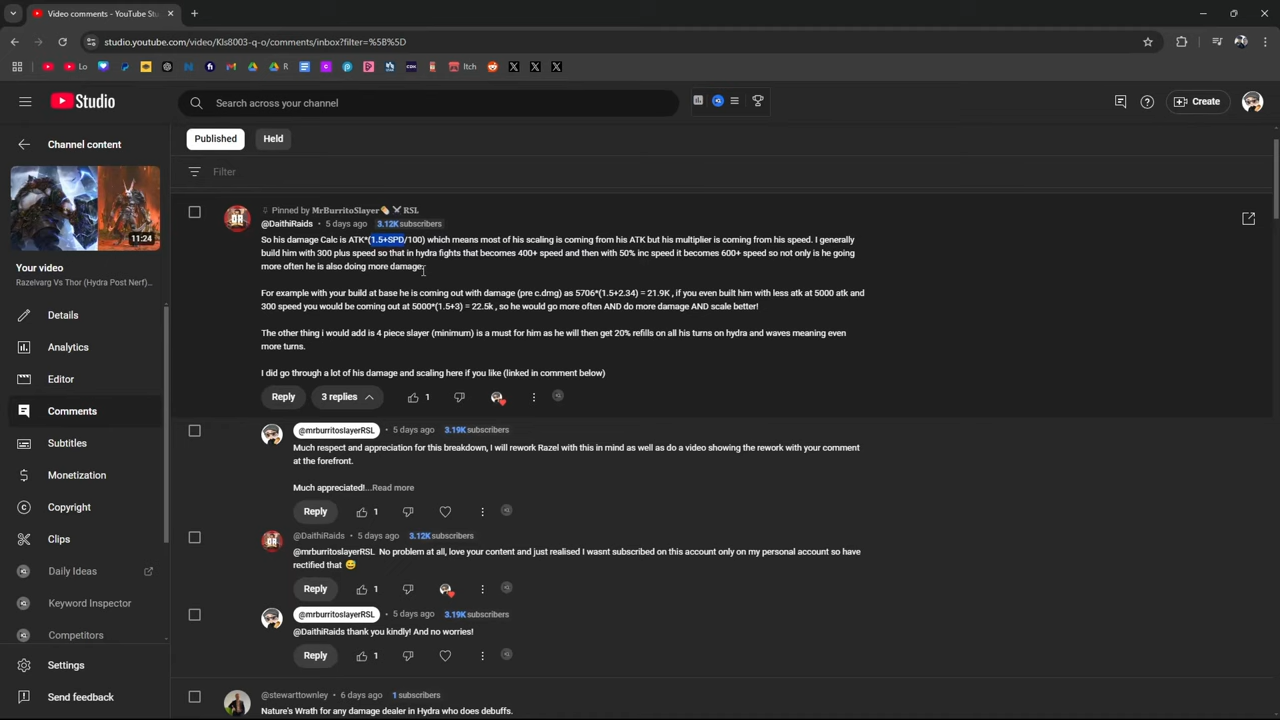 Video comments - YouTube Stu
studio.youtube.com/video/Kls8003-q-o/comments/inbox?filter=%5B%5D
Lo
R
Itch
Studio
Search across your channel
Create
Channel content
11:24
Your video
Razelvarg Vs Thor (Hydra Post Nerf)
Details
Analytics
Editor
Comments
Subtitles
Monetization
Copyright
Clips
Daily Ideas
Keyword Inspector
Competitors
Settings
Send feedback
Published
Held
Filter
Pinned by MrBurritoSlayer🌯⚔️RSL
@DaithiRaids • 5 days ago 3.12K subscribers
So his damage Calc is ATK*(1.5+SPD/100) which means most of his scaling is coming from his ATK but his multiplier is coming from his speed. I generally
build him with 300 plus speed so that in hydra fights that becomes 400+ speed and then with 50% inc speed it becomes 600+ speed so not only is he going
more often he is also doing more damage.
For example with your build at base he is coming out with damage (pre c.dmg) as 5706*(1.5+2.34) = 21.9K , if you even built him with less atk at 5000 atk and
300 speed you would be coming out at 5000*(1.5+3) = 22.5k , so he would go more often AND do more damage AND scale better!
The other thing i would add is 4 piece slayer (minimum) is a must for him as he will then get 20% refills on all his turns on hydra and waves meaning even
more turns.
I did go through a lot of his damage and scaling here if you like (linked in comment below)
Reply
3 replies
1
@mrburritoslayerRSL • 5 days ago 3.19K subscribers
Much respect and appreciation for this breakdown, I will rework Razel with this in mind as well as do a video showing the rework with your comment
at the forefront.
Much appreciated!...Read more
Reply
1
@DaithiRaids • 5 days ago 3.12K subscribers
@mrburritoslayerRSL No problem at all, love your content and just realised I wasnt subscribed on this account only on my personal account so have
rectified that 😅
Reply
1
@mrburritoslayerRSL • 5 days ago 3.19K subscribers
@DaithiRaids thank you kindly! And no worries!
Reply
1
@stewarttownley • 6 days ago 1 subscribers
Nature's Wrath for any damage dealer in Hydra who does debuffs.